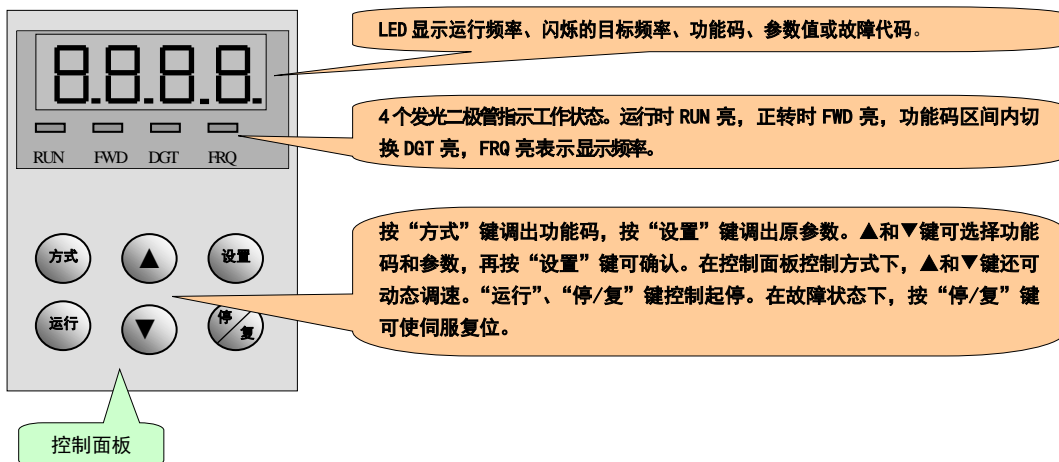 LED 显示运行频率、闪烁的目标频率、功能码、参数值或故障代码。
8.8.8.8.
4 个发光二极管指示工作状态。运行时 RUN 亮，正转时 FWD 亮，功能码区间内切
换 DGT 亮，FRQ 亮表示显示频率。
RUN FWD DGT FRQ
按“方式”键调出功能码，按“设置”键调出原参数。▲和▼键可选择功能
码和参数，再按“设置”键可确认。在控制面板控制方式下，▲和▼键还可
动态调速。“运行”、“停/复”键控制起停。在故障状态下，按“停/复”键
可使伺服复位。
方式 ▲ 设置
运行 ▼ 停/复
控制面板